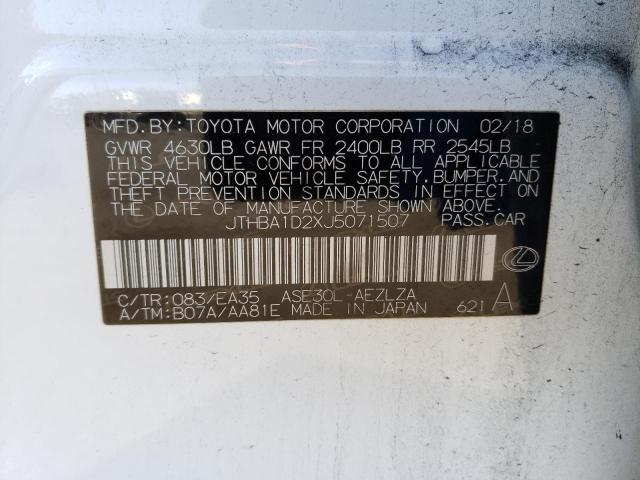 MFD. BY: TOYOTA MOTOR CORPORATION 02/18
GVWR 4630LB GAWR FR 2400LB RR 2545LB
THIS VEHICLE CONFORMS TO ALL APPLICABLE
FEDERAL MOTOR VEHICLE SAFETY, BUMPER, AND
THEFT PREVENTION STANDARDS IN EFFECT ON
THE DATE OF MANUFACTURE SHOWN ABOVE.
JTHBA1D2XJ5071507 PASS. CAR
C/TR: 083/EA35 ASE30L-AEZLZA
A/TM: B07A/AA81E MADE IN JAPAN 621 A